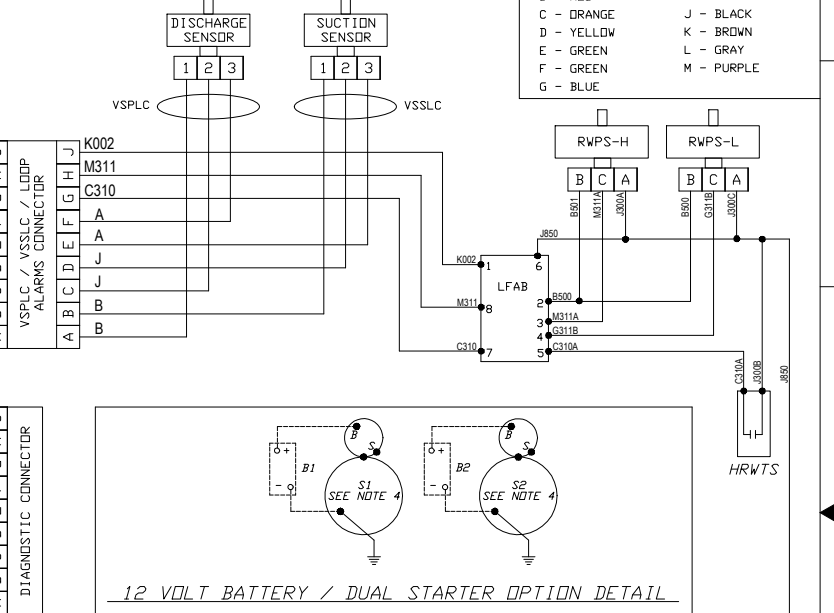 C - ORANGE
D - YELLOW
E - GREEN
F - GREEN
G - BLUE
J - BLACK
K - BROWN
L - GRAY
M - PURPLE
DISCHARGE
SENSOR
1 2 3
VSPLC
SUCTION
SENSOR
1 2 3
VSSLC
RWPS-H
B C A
B501
M311A
J300A
RWPS-L
B C A
B500
G311B
J300C
VSPLC / VSSLC / LOOP
ALARMS CONNECTOR
J K002
H M311
G C310
F A
E A
D J
C J
B B
A B
J850
LFAB
K002 1
M311 8
C310 7
6
2 B500
3 M311A
4 G311B
5 C310A
C310A
J300B
J850
HRWTS
DIAGNOSTIC CONNECTOR
B
S
+
-
B1
S1
SEE NOTE 4
B
S
+
-
B2
S2
SEE NOTE 4
12 VOLT BATTERY / DUAL STARTER OPTION DETAIL